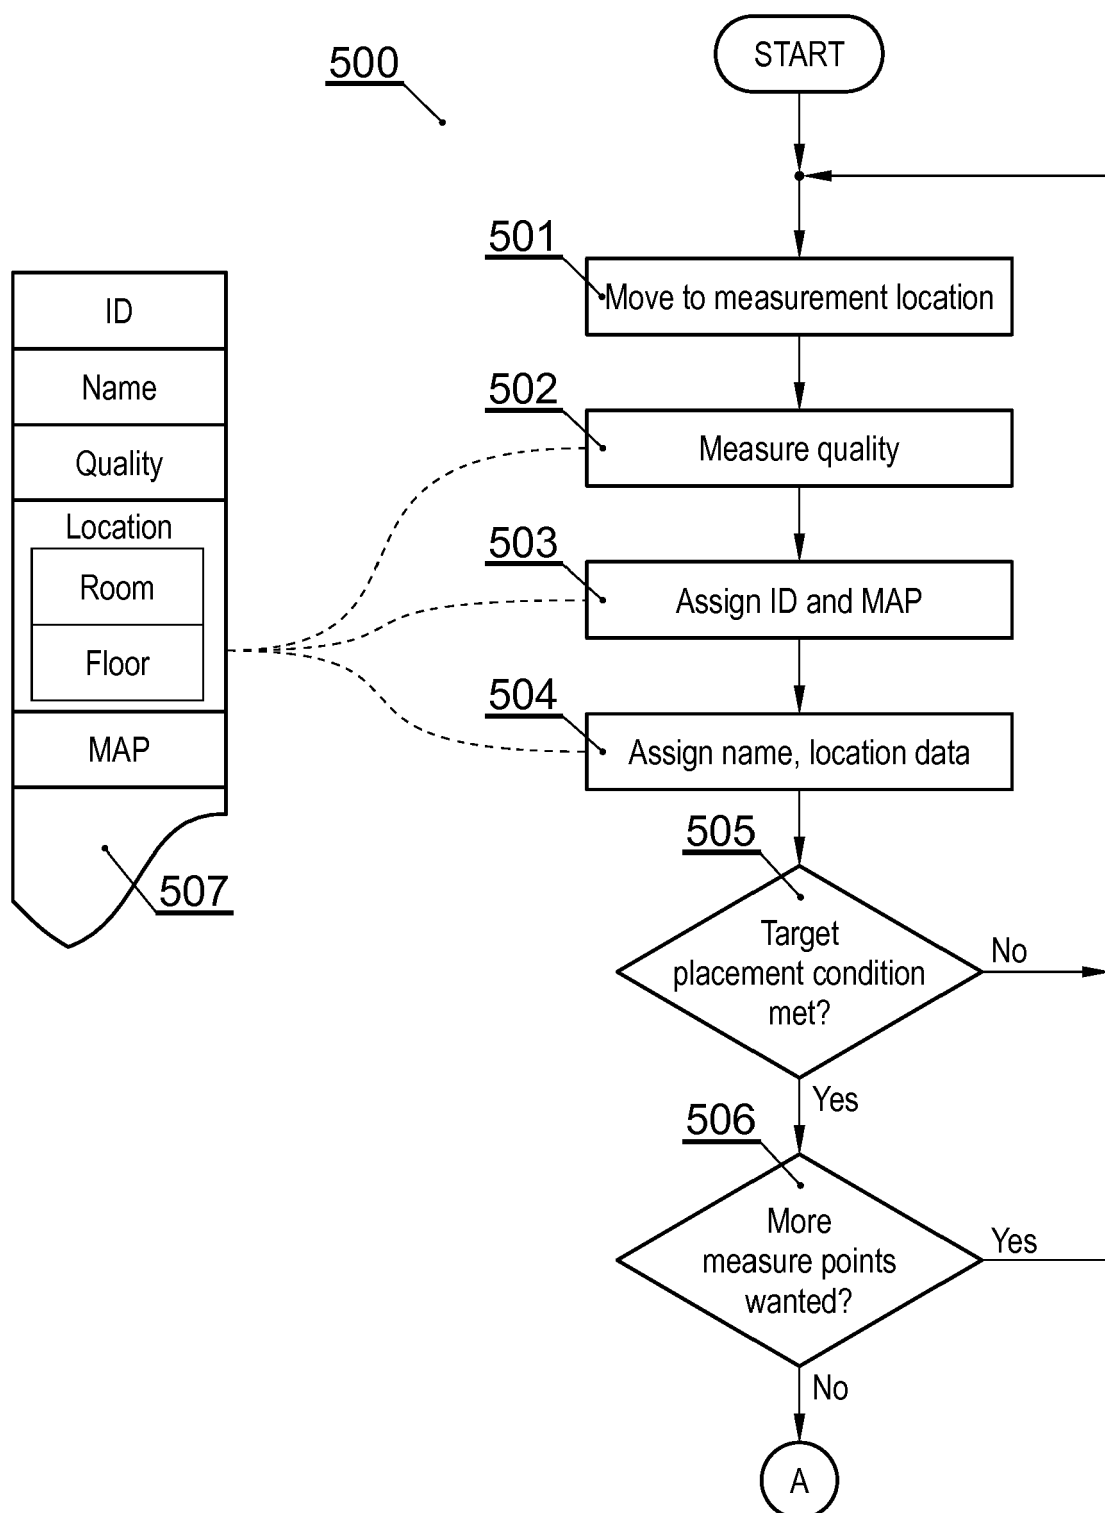 500
START
501
Move to measurement location
ID
Name
Quality
Location
Room
Floor
MAP
507
502
Measure quality
503
Assign ID and MAP
504
Assign name, location data
505
Target
placement condition
met?
No
Yes
506
More
measure points
wanted?
Yes
No
A